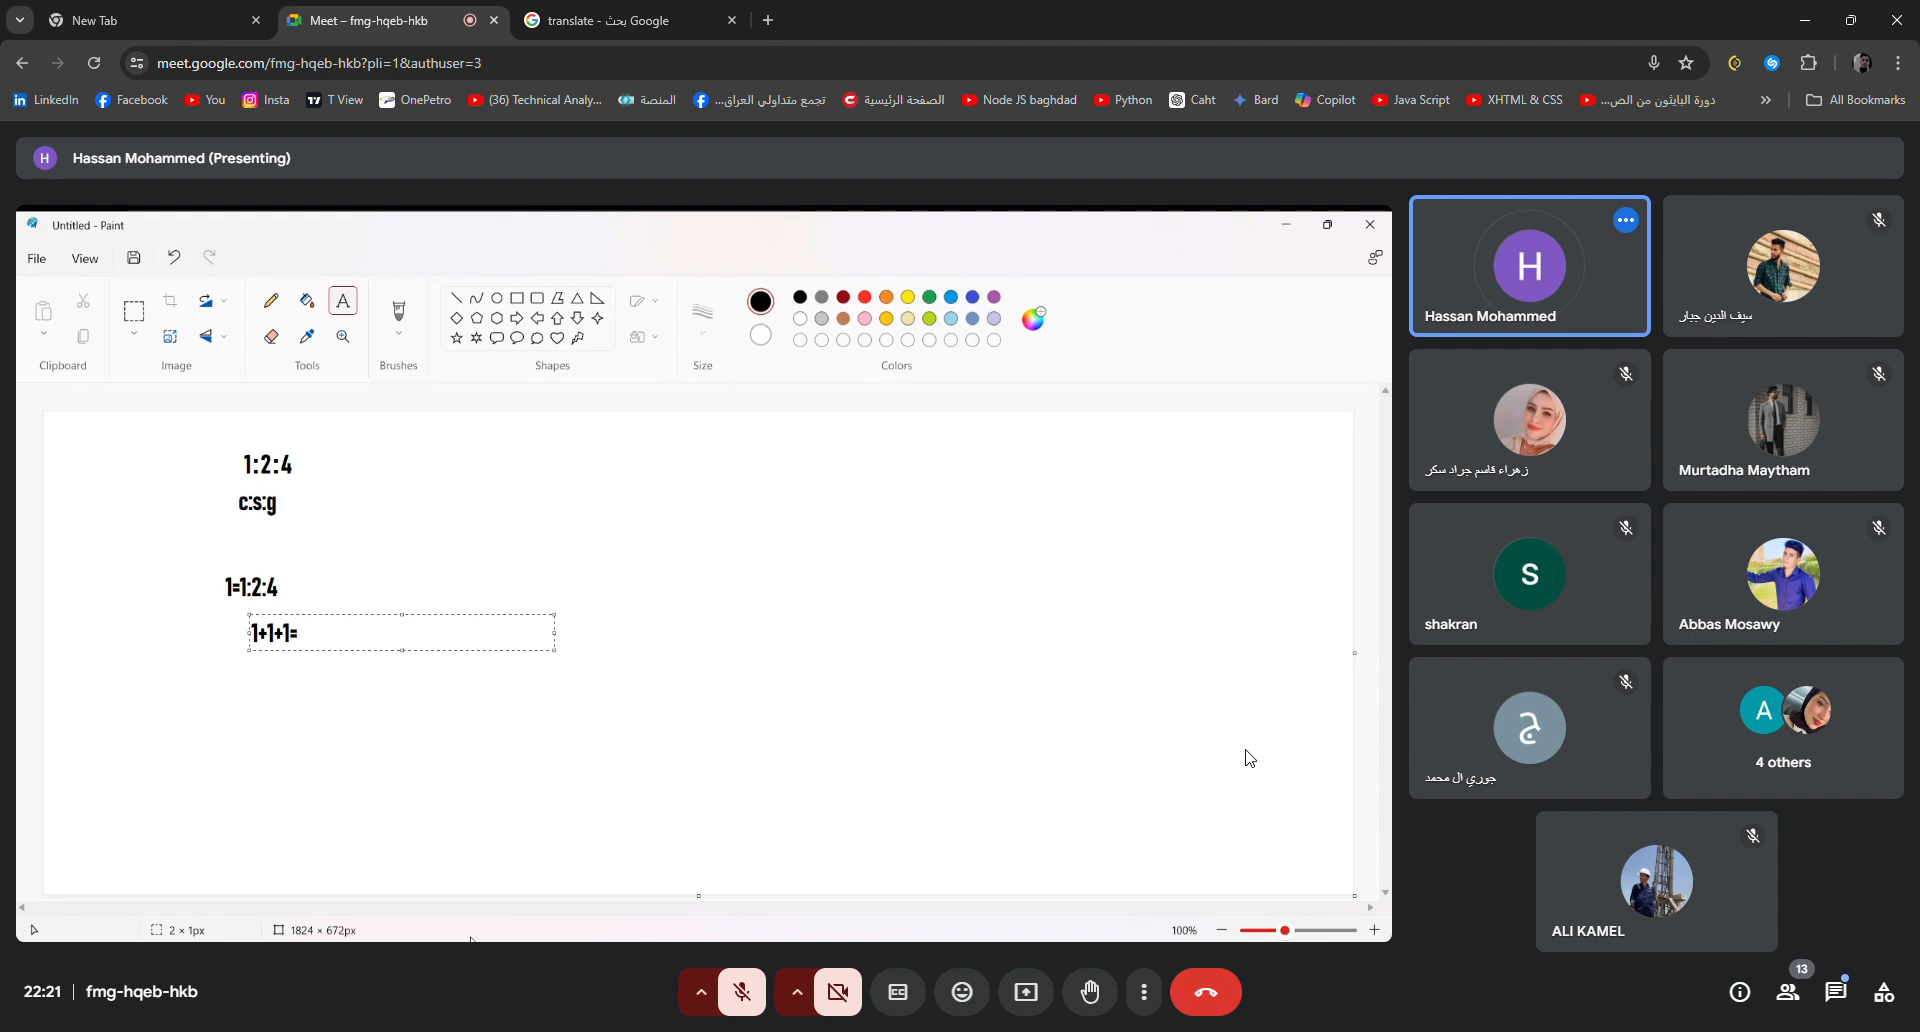 New Tab
Meet – fmg-hqeb-hkb
translate - بحث Google
meet.google.com/fmg-hqeb-hkb?pli=1&authuser=3
LinkedIn
Facebook
You
Insta
T View
OnePetro
(36) Technical Analy...
المنصة
تجمع متداولي العراق...
الصفحة الرئيسية
Node JS baghdad
Python
Caht
Bard
Copilot
Java Script
XHTML & CSS
دورة البايثون من الص...
All Bookmarks
H
Hassan Mohammed (Presenting)
Untitled - Paint
File
View
Clipboard
Image
Tools
Brushes
Shapes
Size
Colors
1:2:4
c:s:g
1=1:2:4
1+1+1=
2 × 1px
1824 × 672px
100%
H
Hassan Mohammed
سيف الدين جبار
زهراء قاسم جراد سكر
Murtadha Maytham
S
shakran
Abbas Mosawy
ج
جوري ال محمد
A
4 others
ALI KAMEL
22:21 | fmg-hqeb-hkb
13